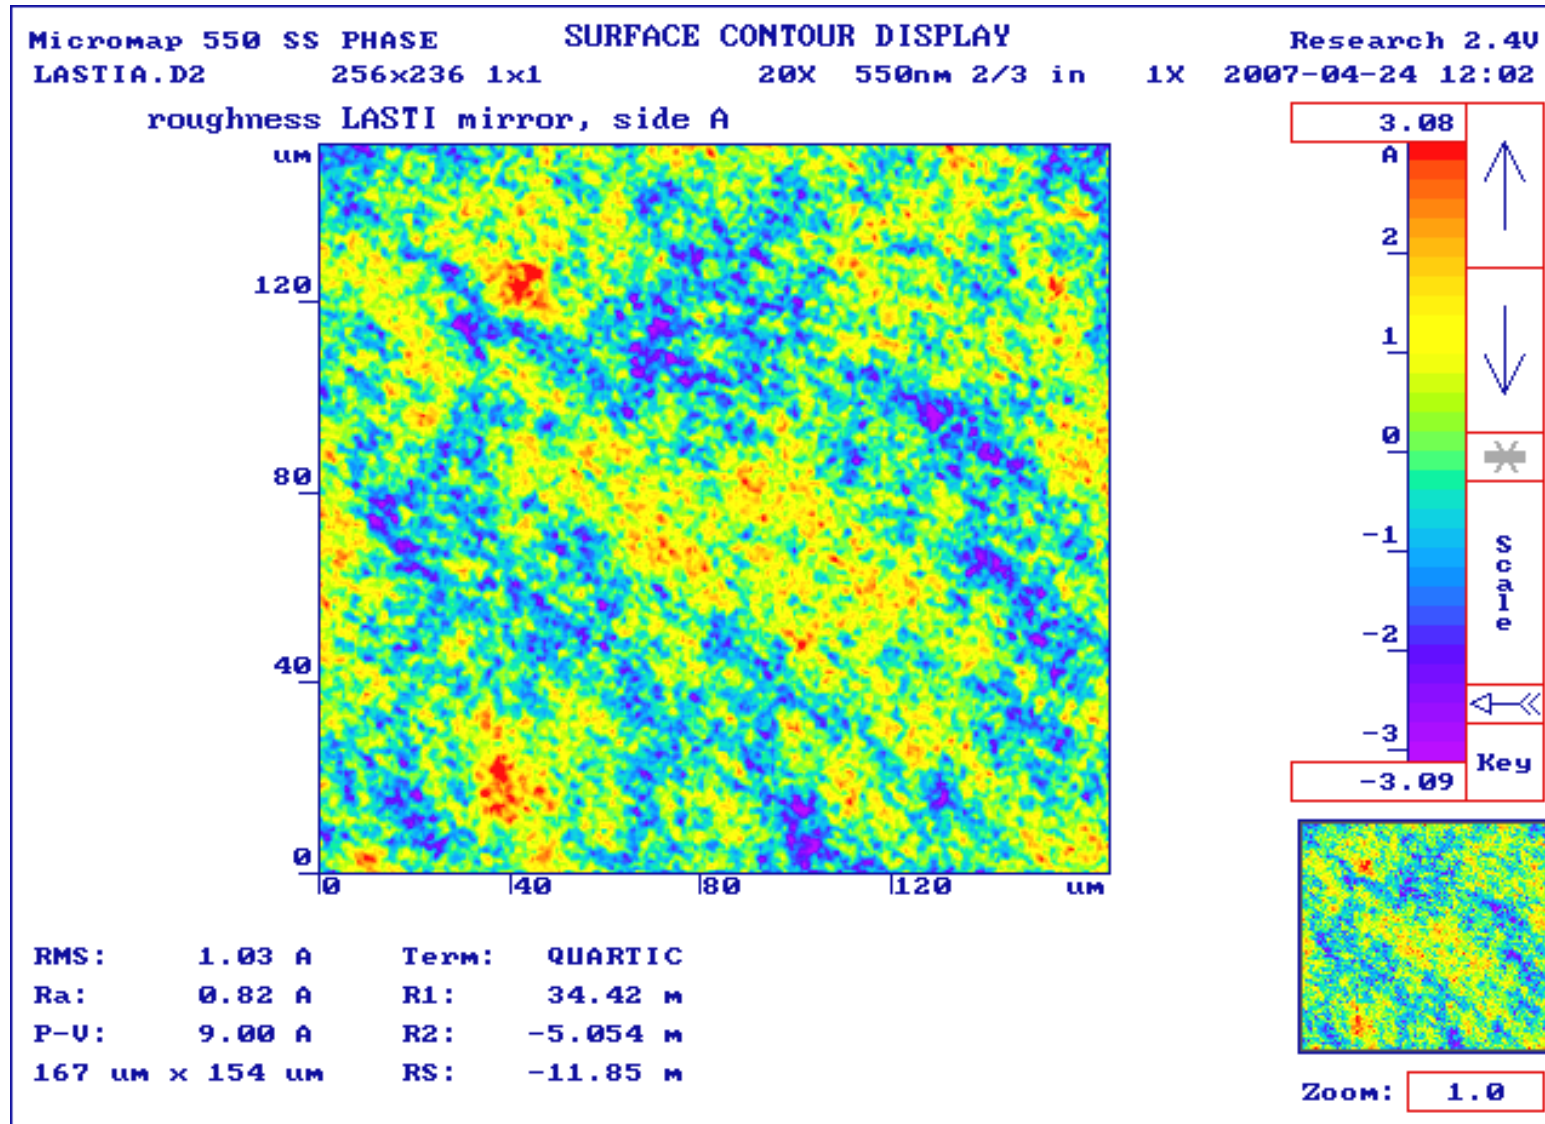 Micromap 550 SS PHASE SURFACE CONTOUR DISPLAY Research 2.4V
LASTIA.D2 256x236 1x1 20X 550nm 2/3 in 1X 2007-04-24 12:02
roughness LASTI mirror, side A
um
120
80
40
0
0 40 80 120 um
3.08
A
2
1
0
-1
-2
-3
-3.09
Scale
Key
RMS: 1.03 A Term: QUARTIC
Ra: 0.82 A R1: 34.42 m
P-V: 9.00 A R2: -5.054 m
167 um x 154 um RS: -11.85 m
Zoom: 1.0